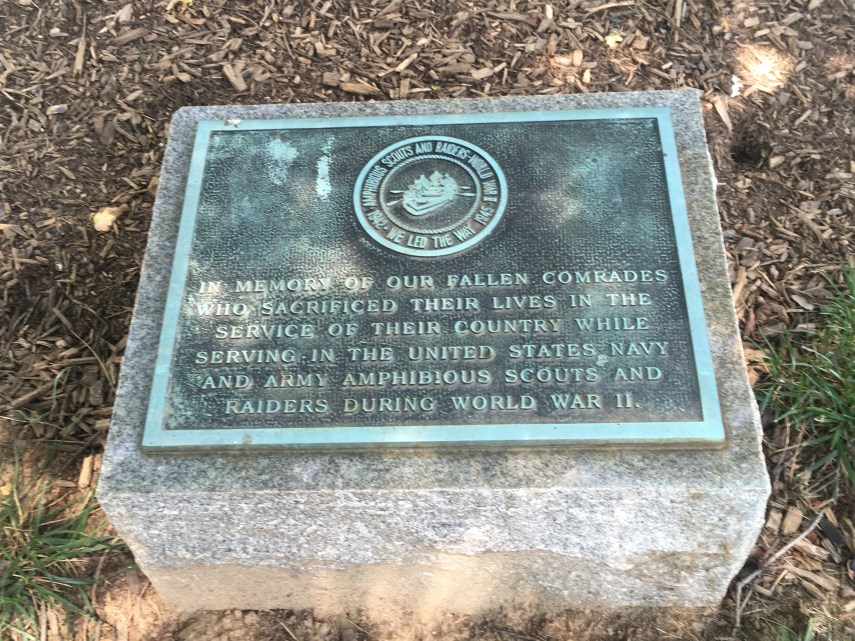 AMPHIBIOUS SCOUTS AND RAIDERS-WORLD WAR II
1942-WE LED THE WAY 1945
IN MEMORY OF OUR FALLEN COMRADES
WHO SACRIFICED THEIR LIVES IN THE
SERVICE OF THEIR COUNTRY WHILE
SERVING IN THE UNITED STATES NAVY
AND ARMY AMPHIBIOUS SCOUTS AND
RAIDERS DURING WORLD WAR II.